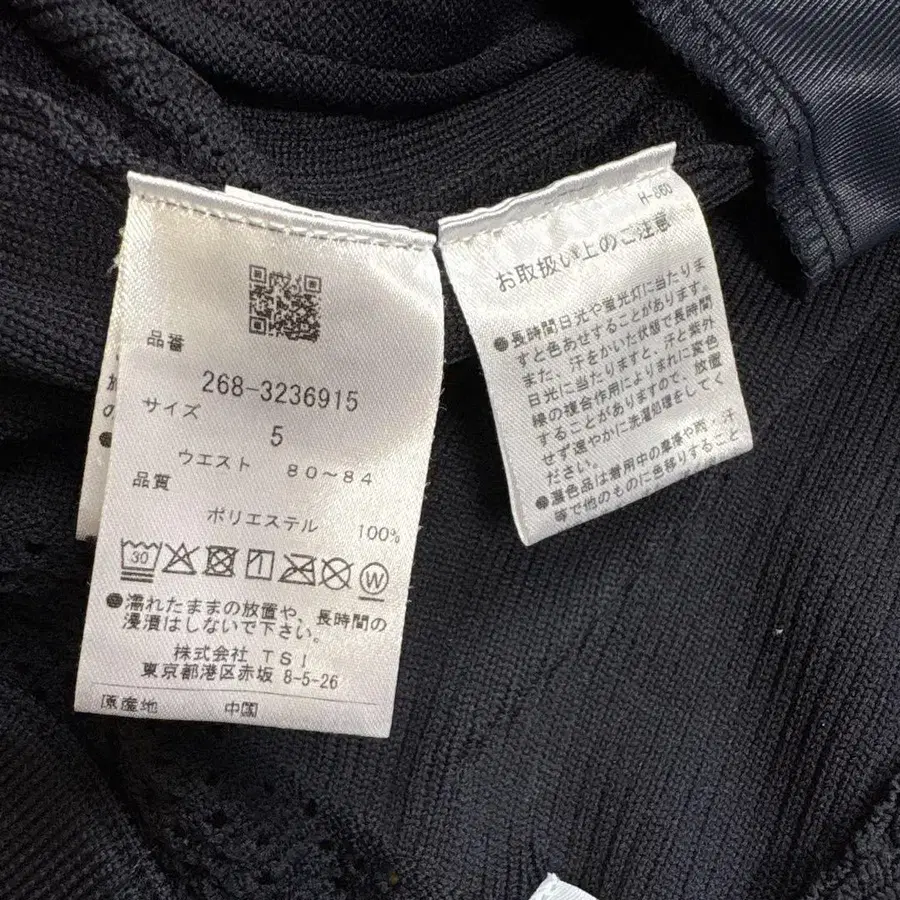 品番
268-3236915
サイズ
5
ウエスト 80～84
品質
ポリエステル 100%
30
W
●濡れたままの放置や、長時間の
浸漬はしないで下さい。
株式会社 TSI
東京都港区赤坂 8-5-26
原産地 中国
H-860
お取扱い上のご注意
●長時間日光や蛍光灯に当たりま
すと色あせすることがあります。
また、汗をかいた状態で長時間
日光に当たりますと、汗と紫外
線の複合作用によりまれに変色
することがありますので、放置
せず速やかに洗濯処理をしてく
ださい。
●濃色品は着用中の摩擦や雨、汗
等で他のものに色移りすること
の
●